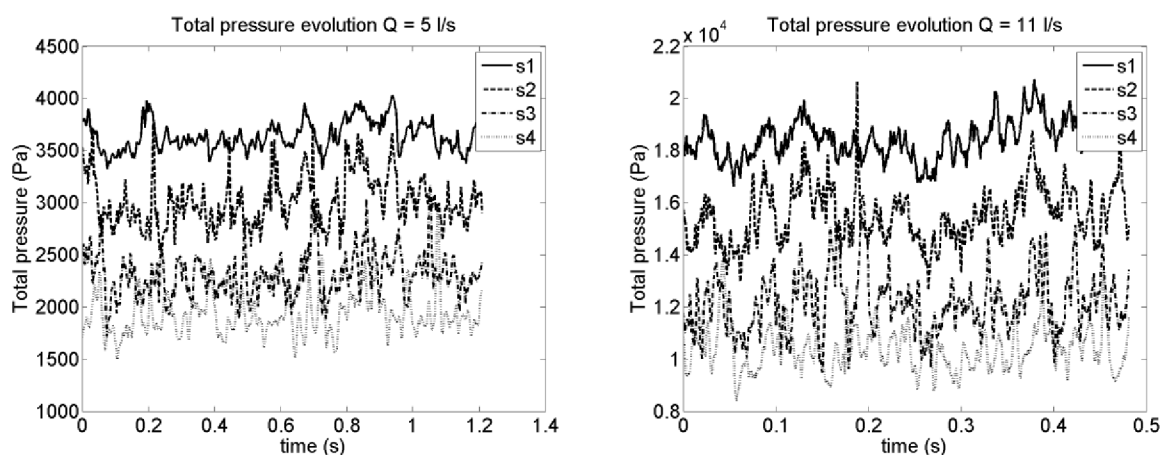 Total pressure evolution Q = 5 l/s
4500
4000
3500
3000
2500
2000
1500
1000
Total pressure (Pa)
0
0.2
0.4
0.6
0.8
1
1.2
1.4
time (s)
s1
s2
s3
s4
Total pressure evolution Q = 11 l/s
x 10^4
2.2
2
1.8
1.6
1.4
1.2
1
0.8
Total pressure (Pa)
0
0.1
0.2
0.3
0.4
0.5
time (s)
s1
s2
s3
s4